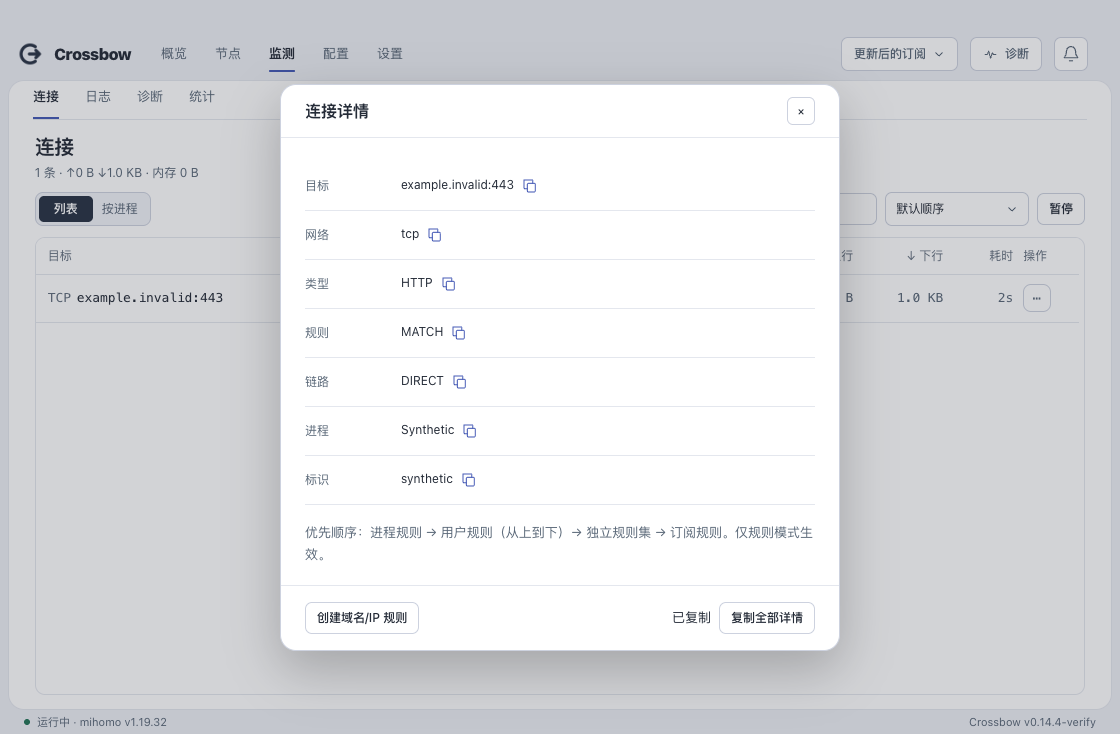 Crossbow 概览 节点 监测 配置 设置 更新后的订阅 诊断
连接 日志 诊断 统计
连接
1 条 · ↑0 B ↓1.0 KB · 内存 0 B
列表 按进程 默认顺序 暂停
目标 行 ↓ 下行 耗时 操作
TCP example.invalid:443 B 1.0 KB 2s ⋯
连接详情 ×
目标 example.invalid:443
网络 tcp
类型 HTTP
规则 MATCH
链路 DIRECT
进程 Synthetic
标识 synthetic
优先顺序：进程规则 → 用户规则（从上到下）→ 独立规则集 → 订阅规则。仅规则模式生
效。
创建域名/IP 规则 已复制 复制全部详情
运行中 · mihomo v1.19.32 Crossbow v0.14.4-verify